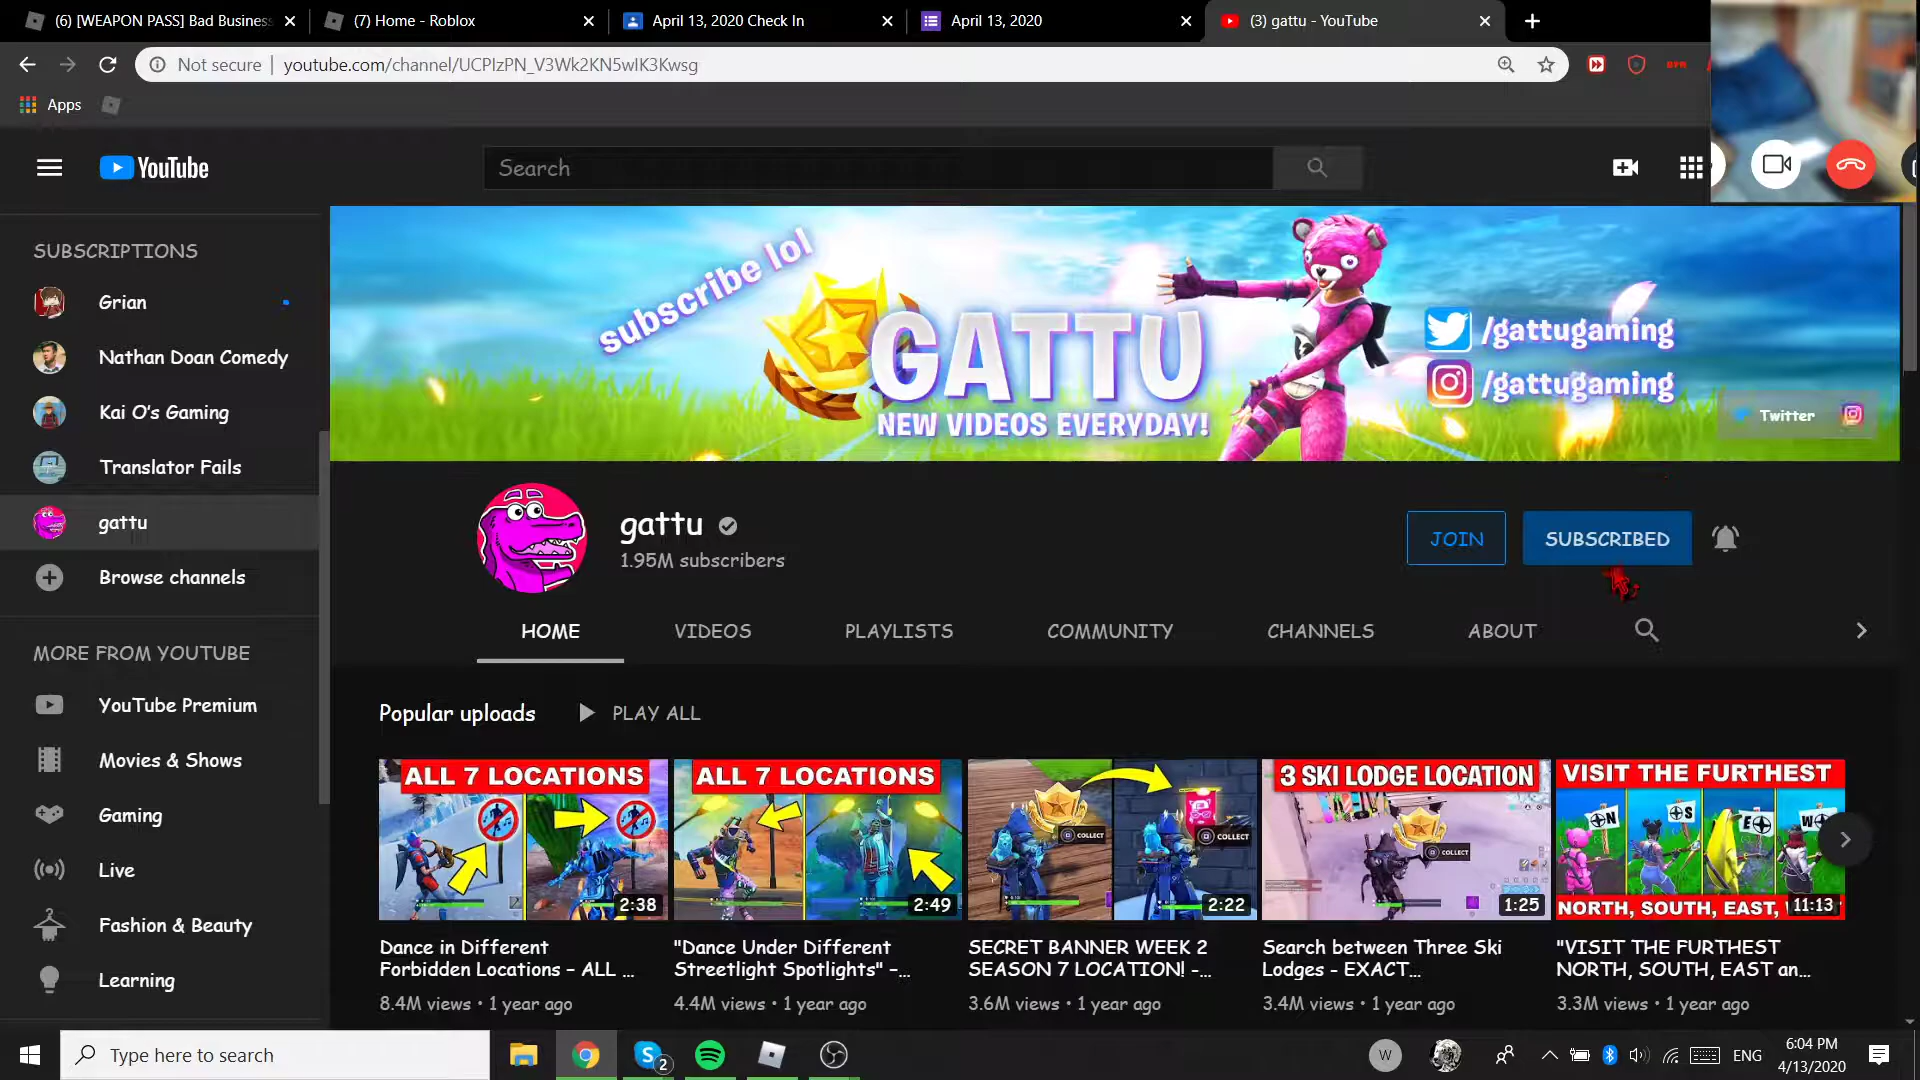 (6) [WEAPON PASS] Bad Business
(7) Home - Roblox
April 13, 2020 Check In
April 13, 2020
(3) gattu - YouTube
Not secure
youtube.com/channel/UCPIzPN_V3Wk2KN5wIK3Kwsg
Apps
YouTube
Search
SUBSCRIPTIONS
Grian
Nathan Doan Comedy
Kai O's Gaming
Translator Fails
gattu
Browse channels
MORE FROM YOUTUBE
YouTube Premium
Movies & Shows
Gaming
Live
Fashion & Beauty
Learning
subscribe lol
GATTU
NEW VIDEOS EVERYDAY!
/gattugaming
/gattugaming
Twitter
gattu
1.95M subscribers
JOIN
SUBSCRIBED
HOME
VIDEOS
PLAYLISTS
COMMUNITY
CHANNELS
ABOUT
Popular uploads
PLAY ALL
ALL 7 LOCATIONS
2:38
Dance in Different
Forbidden Locations – ALL ...
8.4M views • 1 year ago
ALL 7 LOCATIONS
2:49
"Dance Under Different
Streetlight Spotlights" –...
4.4M views • 1 year ago
COLLECT
COLLECT
2:22
SECRET BANNER WEEK 2
SEASON 7 LOCATION! -...
3.6M views • 1 year ago
3 SKI LODGE LOCATION
COLLECT
1:25
Search between Three Ski
Lodges - EXACT...
3.4M views • 1 year ago
VISIT THE FURTHEST
N
S
E
W
NORTH, SOUTH, EAST,
11:13
"VISIT THE FURTHEST
NORTH, SOUTH, EAST an...
3.3M views • 1 year ago
Type here to search
2
W
ENG
6:04 PM
4/13/2020